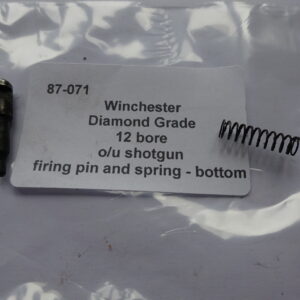 87-071
Winchester
Diamond Grade
12 bore
o/u shotgun
firing pin and spring - bottom